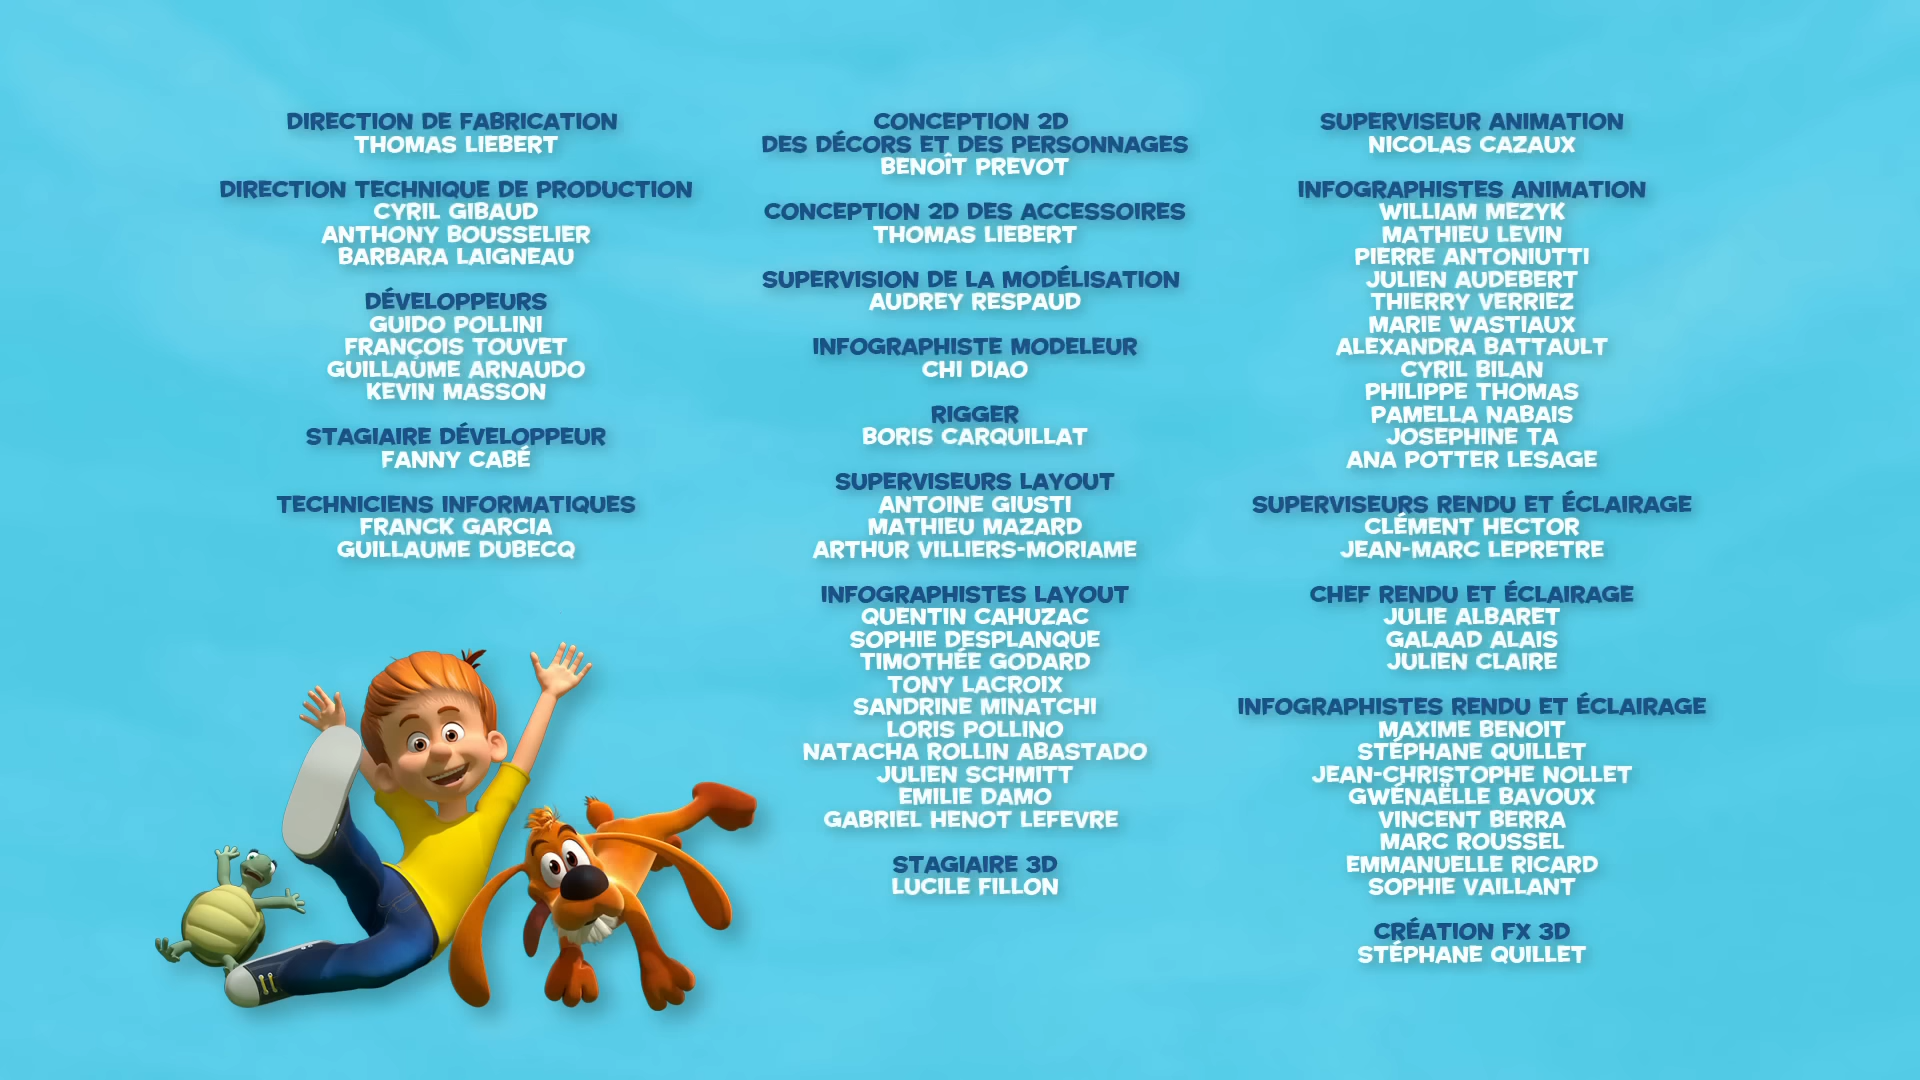 DIRECTION DE FABRICATION
THOMAS LIEBERT
DIRECTION TECHNIQUE DE PRODUCTION
CYRIL GIBAUD
ANTHONY BOUSSELIER
BARBARA LAIGNEAU
DÉVELOPPEURS
GUIDO POLLINI
FRANÇOIS TOUVET
GUILLAUME ARNAUDO
KEVIN MASSON
STAGIAIRE DÉVELOPPEUR
FANNY CABÉ
TECHNICIENS INFORMATIQUES
FRANCK GARCIA
GUILLAUME DUBECQ
CONCEPTION 2D
DES DÉCORS ET DES PERSONNAGES
BENOÎT PREVOT
CONCEPTION 2D DES ACCESSOIRES
THOMAS LIEBERT
SUPERVISION DE LA MODÉLISATION
AUDREY RESPAUD
INFOGRAPHISTE MODELEUR
CHI DIAO
RIGGER
BORIS CARQUILLAT
SUPERVISEURS LAYOUT
ANTOINE GIUSTI
MATHIEU MAZARD
ARTHUR VILLIERS-MORIAME
INFOGRAPHISTES LAYOUT
QUENTIN CAHUZAC
SOPHIE DESPLANQUE
TIMOTHÉE GODARD
TONY LACROIX
SANDRINE MINATCHI
LORIS POLLINO
NATACHA ROLLIN ABASTADO
JULIEN SCHMITT
EMILIE DAMO
GABRIEL HENOT LEFEVRE
STAGIAIRE 3D
LUCILE FILLON
SUPERVISEUR ANIMATION
NICOLAS CAZAUX
INFOGRAPHISTES ANIMATION
WILLIAM MEZYK
MATHIEU LEVIN
PIERRE ANTONIUTTI
JULIEN AUDEBERT
THIERRY VERRIEZ
MARIE WASTIAUX
ALEXANDRA BATTAULT
CYRIL BILAN
PHILIPPE THOMAS
PAMELLA NABAIS
JOSEPHINE TA
ANA POTTER LESAGE
SUPERVISEURS RENDU ET ÉCLAIRAGE
CLÉMENT HECTOR
JEAN-MARC LEPRETRE
CHEF RENDU ET ÉCLAIRAGE
JULIE ALBARET
GALAAD ALAIS
JULIEN CLAIRE
INFOGRAPHISTES RENDU ET ÉCLAIRAGE
MAXIME BENOIT
STÉPHANE QUILLET
JEAN-CHRISTOPHE NOLLET
GWÉNAËLLE BAVOUX
VINCENT BERRA
MARC ROUSSEL
EMMANUELLE RICARD
SOPHIE VAILLANT
CRÉATION FX 3D
STÉPHANE QUILLET